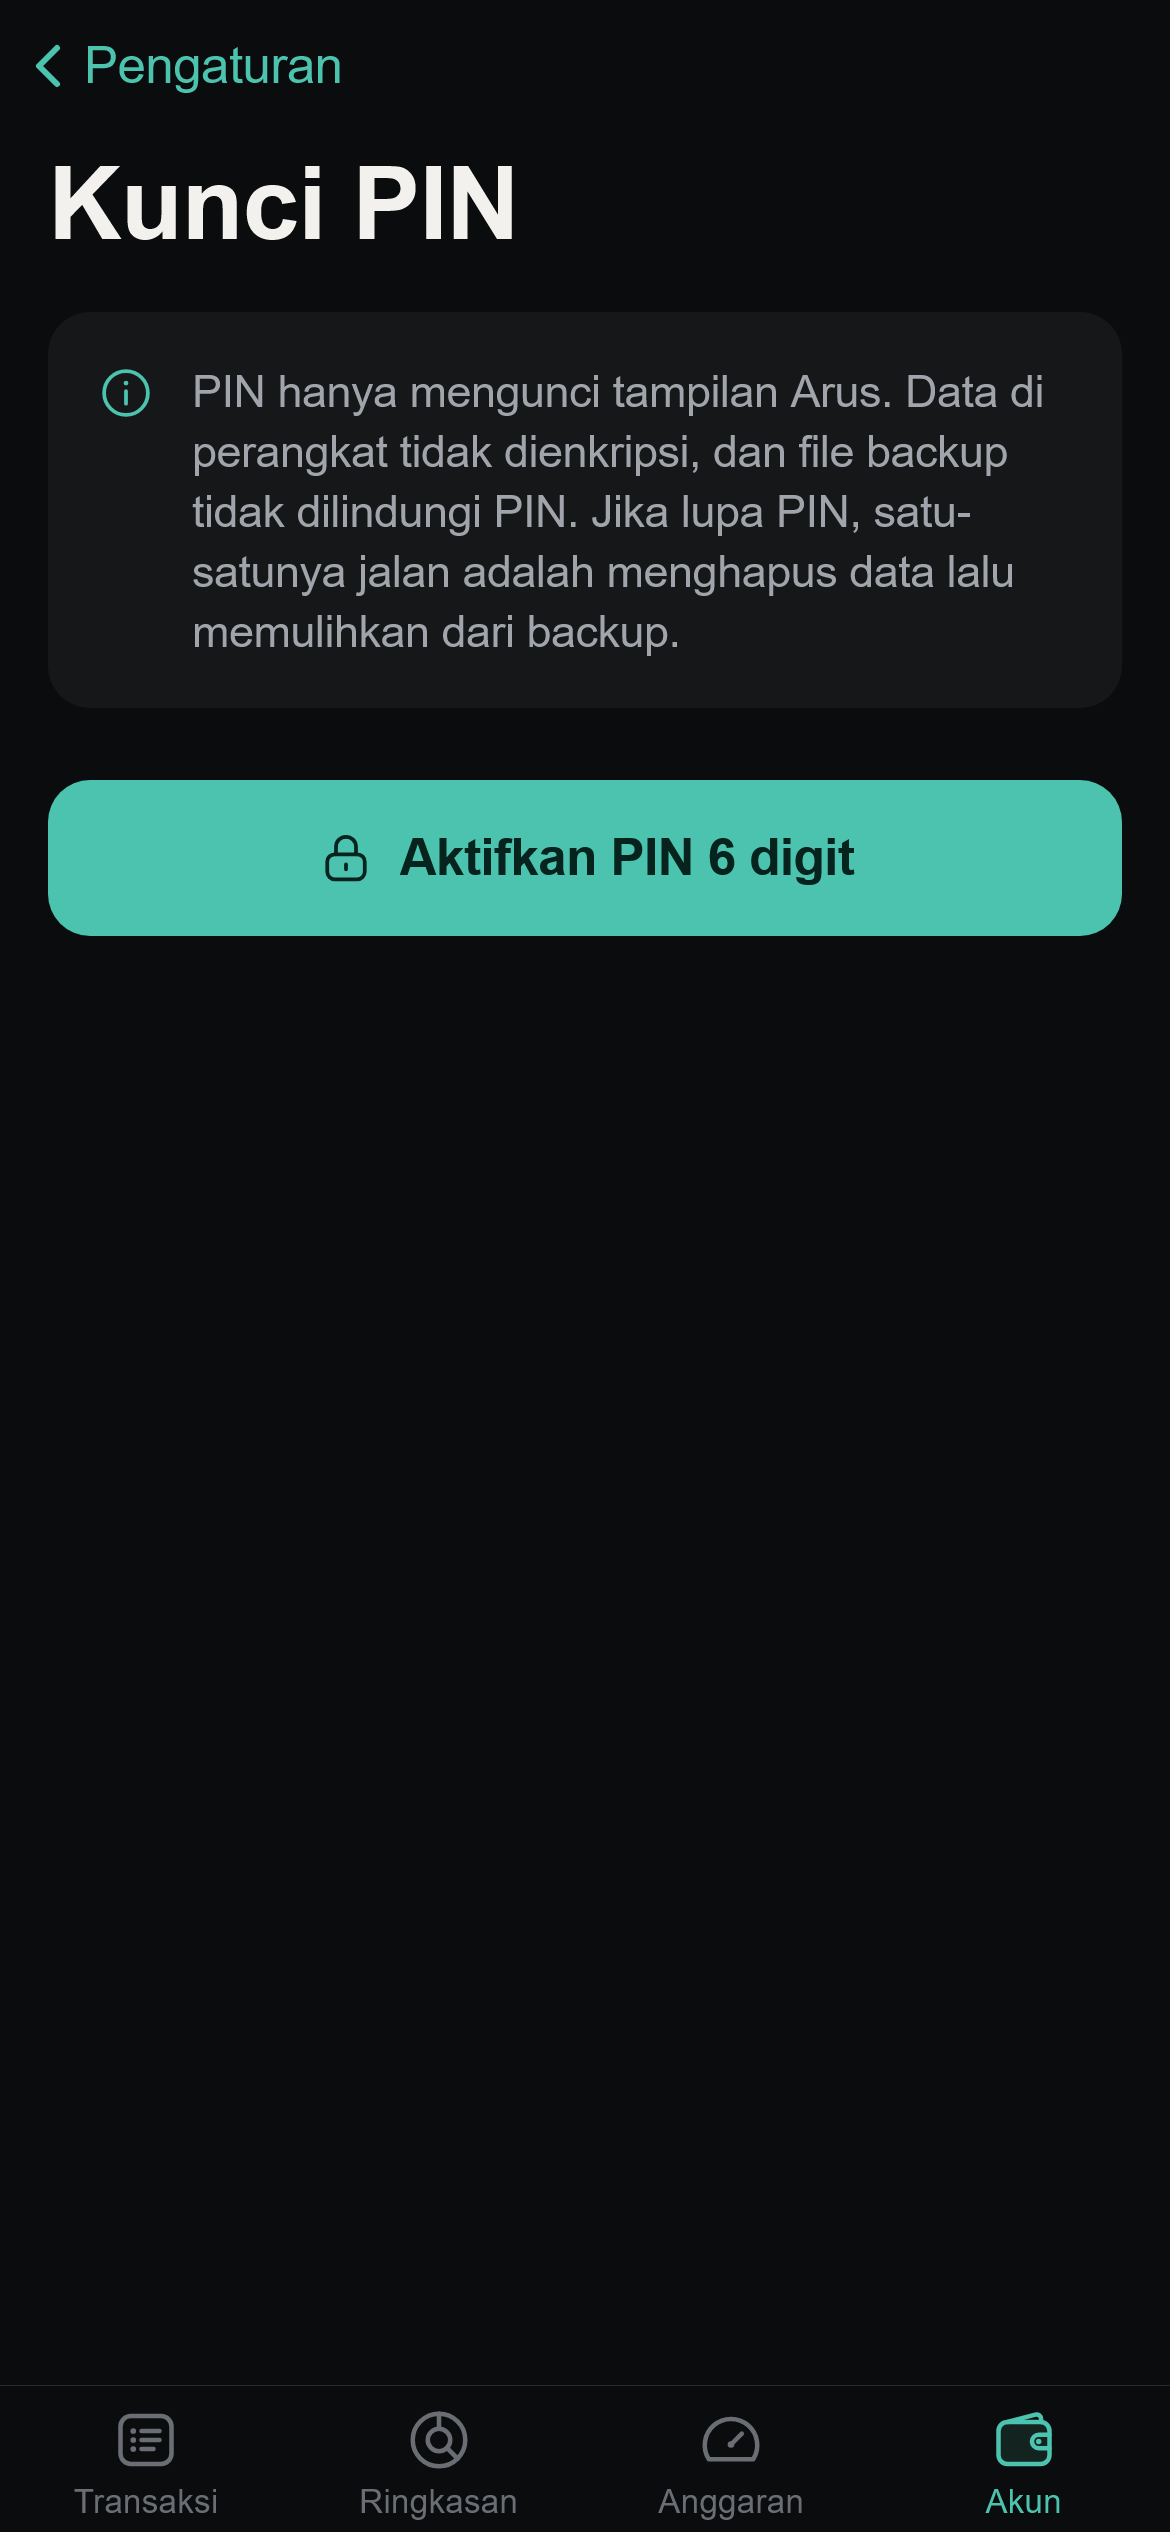 Pengaturan
Kunci PIN
PIN hanya mengunci tampilan Arus. Data di
perangkat tidak dienkripsi, dan file backup
tidak dilindungi PIN. Jika lupa PIN, satu-
satunya jalan adalah menghapus data lalu
memulihkan dari backup.
Aktifkan PIN 6 digit
Transaksi
Ringkasan
Anggaran
Akun